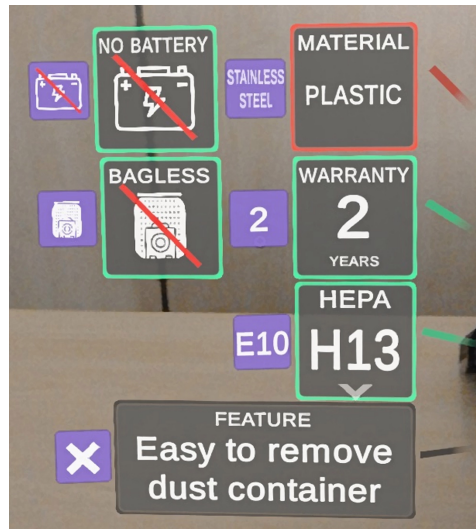 NO BATTERY
STAINLESS
STEEL
MATERIAL
PLASTIC
BAGLESS
2
WARRANTY
2
YEARS
E10
HEPA
H13
FEATURE
Easy to remove
dust container